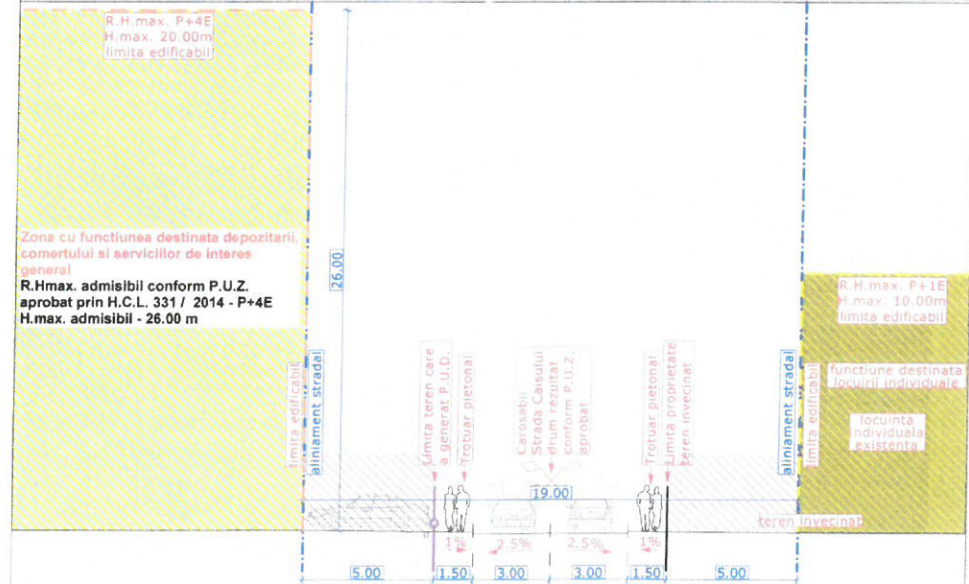 R.H.max. P+4E
H.max. 20.00m
limita edificabil
Zona cu functiunea destinata depozitarii,
comertului si serviciilor de interes
general
R.Hmax. admisibil conform P.U.Z.
aprobat prin H.C.L. 331 / 2014 - P+4E
H.max. admisibil - 26.00 m
26.00
R.H.max. P+1E
H.max. 10.00m
limita edificabil
functiune destinata
locuirii individuale
locuinta
individuala
existenta
limita edificabil
aliniament stradal
Limita teren care
a generat P.U.D.
Trotuar pietonal
Carosabil
Strada Caisului
drum rezultat
conform P.U.Z.
aprobat
Trotuar pietonal
Limita proprietate
teren invecinat
aliniament stradal
limita edificabil
19.00
teren invecinat
1%
2.5%
2.5%
1%
5.00
1.50
3.00
3.00
1.50
5.00